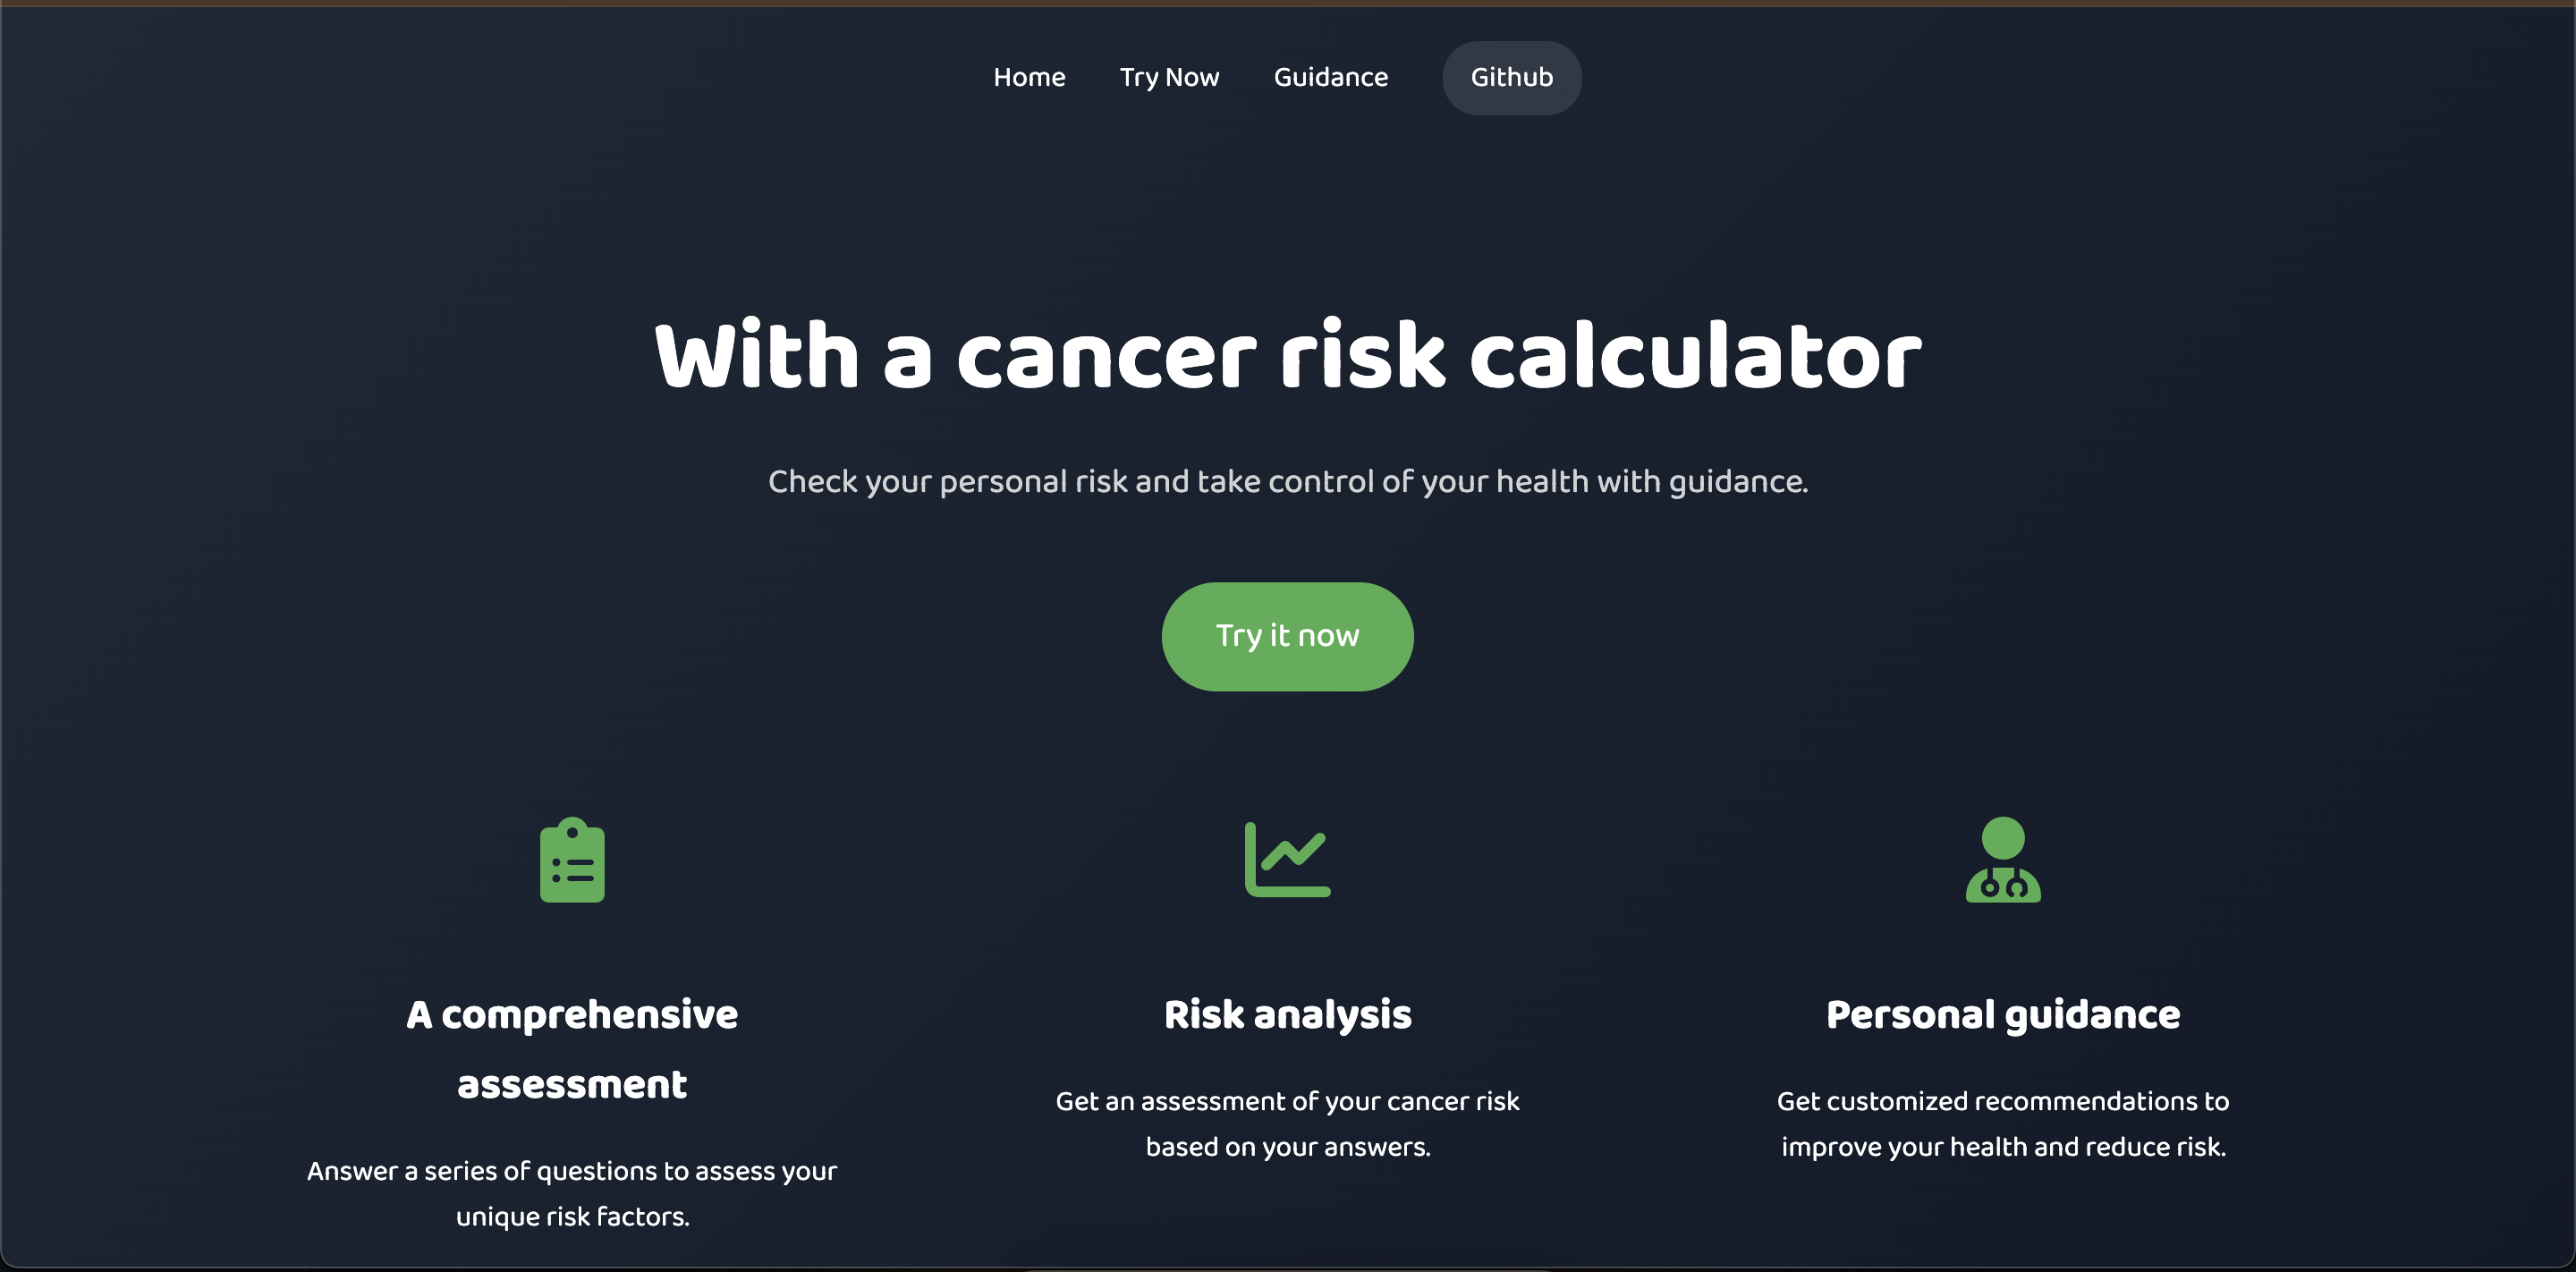 Home Try Now Guidance Github
With a cancer risk calculator
Check your personal risk and take control of your health with guidance.
Try it now
A comprehensive
assessment
Answer a series of questions to assess your
unique risk factors.
Risk analysis
Get an assessment of your cancer risk
based on your answers.
Personal guidance
Get customized recommendations to
improve your health and reduce risk.